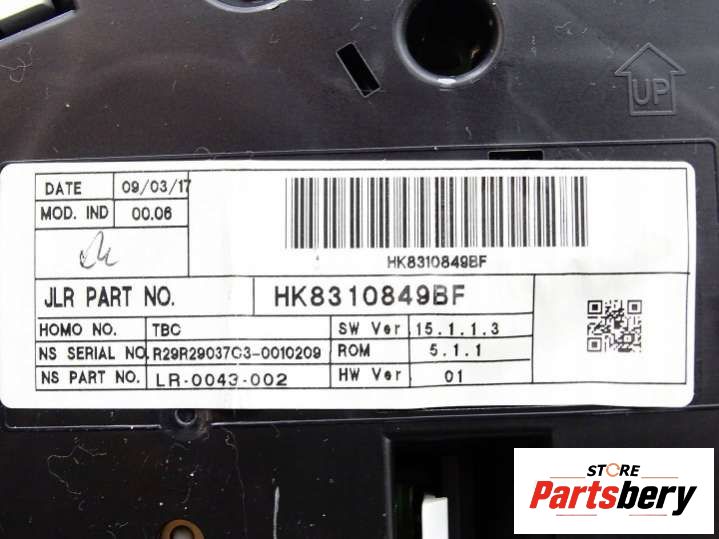 UP
DATE 09/03/17
MOD. IND 00.06
HK8310849BF
JLR PART NO. HK8310849BF
HOMO NO. TBC SW Ver 15.1.1.3
NS SERIAL NO. R29R29037C3-0010209 ROM 5.1.1
NS PART NO. LR-0043-002 HW Ver 01
STORE
Partsbery